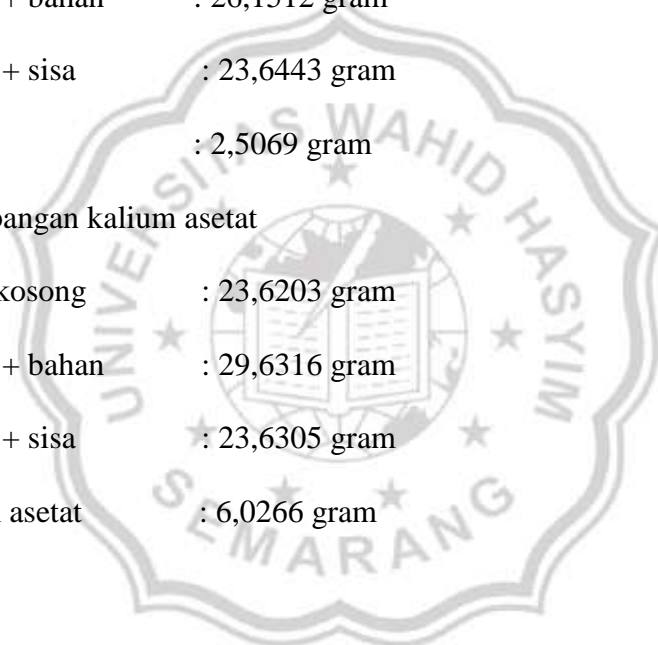 + bahan : 26,1512 gram
+ sisa : 23,6443 gram
: 2,5069 gram
kalium asetat
kosong : 23,6203 gram
+ bahan : 29,6316 gram
+ sisa : 23,6305 gram
asetat : 6,0266 gram
UNIVERSITAS WAHID HASYIM
SEMARANG